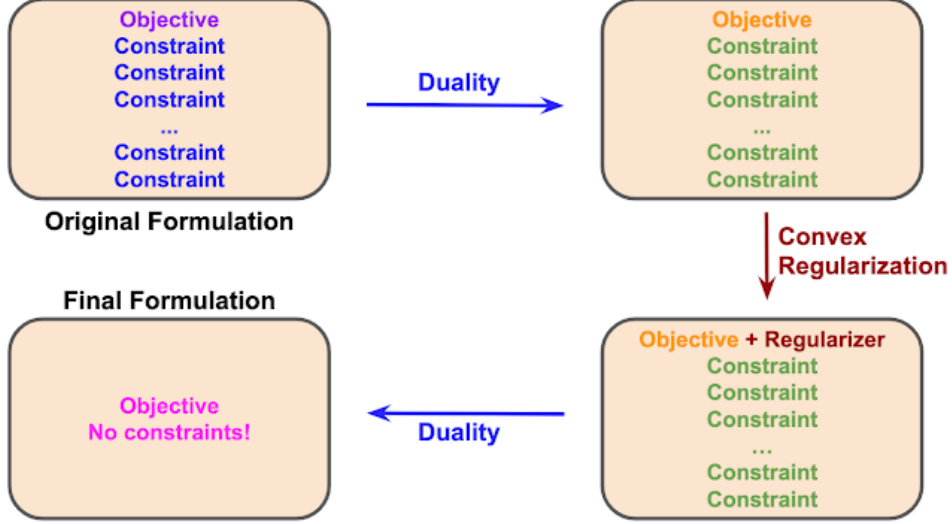 Objective
Constraint
Constraint
Constraint
...
Constraint
Constraint
Original Formulation
Duality
Objective
Constraint
Constraint
Constraint
...
Constraint
Constraint
Convex
Regularization
Objective + Regularizer
Constraint
Constraint
Constraint
...
Constraint
Constraint
Duality
Final Formulation
Objective
No constraints!